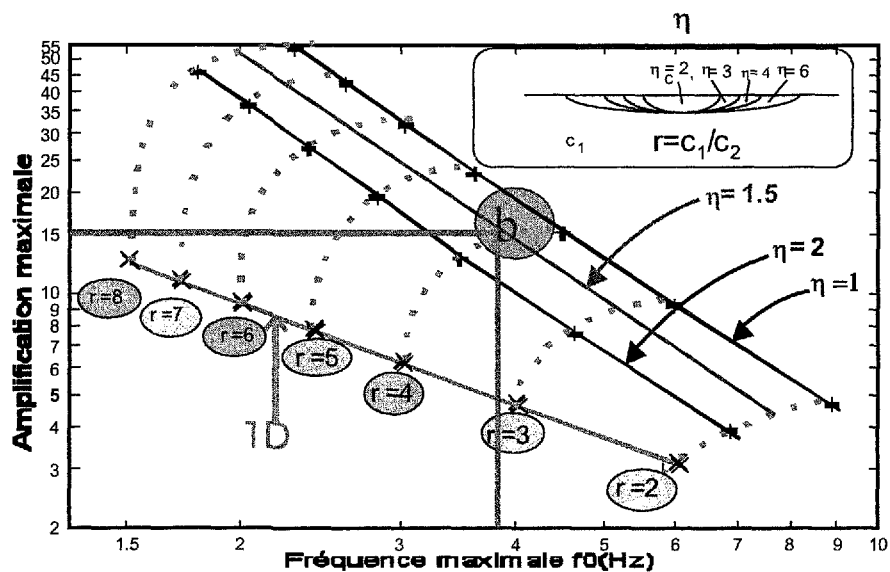 η
55
50
45
40
35
30
25
20
15
10
9
8
7
6
5
4
3
2
Amplification maximale
η=2, η=3 η=4 η=6
c
c₁
r=c₁/c₂
b
η= 1.5
η=2
η=1
r=8
r=7
r=6
r=5
r=4
r=3
r=2
1D
1.5 2 3 4 5 6 7 8 9 10
Fréquence maximale f0(Hz)